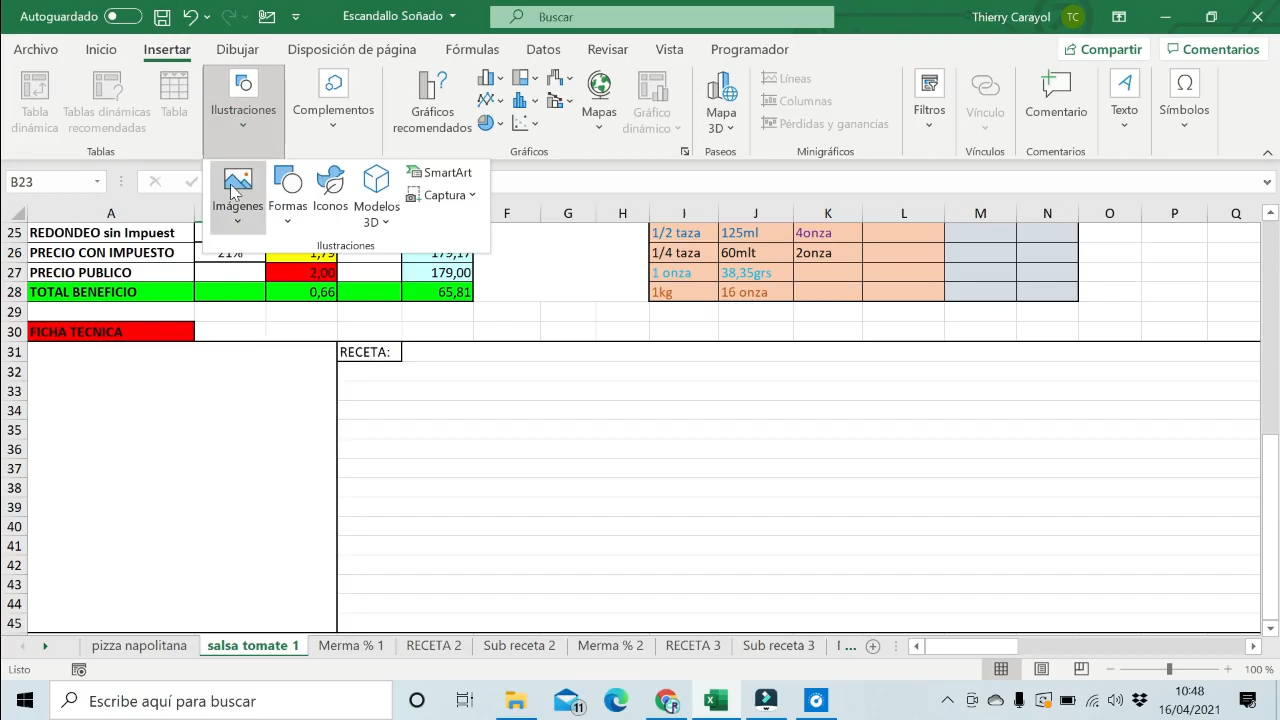 Autoguardado
Escandallo Soñado
Buscar
Thierry Carayol
TC
Archivo Inicio Insertar Dibujar Disposición de página Fórmulas Datos Revisar Vista Programador
Compartir Comentarios
Tabla dinámica
Tablas dinámicas recomendadas
Tabla
Ilustraciones
Complementos
Gráficos recomendados
Mapas
Gráfico dinámico
Mapa 3D
Líneas
Columnas
Pérdidas y ganancias
Filtros
Vínculo
Comentario
Texto
Símbolos
Tablas Gráficos Paseos Minigráficos Vínculos Comentarios
Imágenes
Formas
Iconos
Modelos 3D
SmartArt
Captura
Ilustraciones
B23
A F G H I J K L M N O P Q
25 REDONDEO sin Impuest 1/2 taza 125ml 4onza
26 PRECIO CON IMPUESTO 21% 1,79 179,17 1/4 taza 60mlt 2onza
27 PRECIO PUBLICO 2,00 179,00 1 onza 38,35grs
28 TOTAL BENEFICIO 0,66 65,81 1kg 16 onza
29
30 FICHA TECNICA
31 RECETA:
32
33
34
35
36
37
38
39
40
41
42
43
44
45
pizza napolitana salsa tomate 1 Merma % 1 RECETA 2 Sub receta 2 Merma % 2 RECETA 3 Sub receta 3 ...
Listo
100 %
Escribe aquí para buscar
11
10:48
16/04/2021